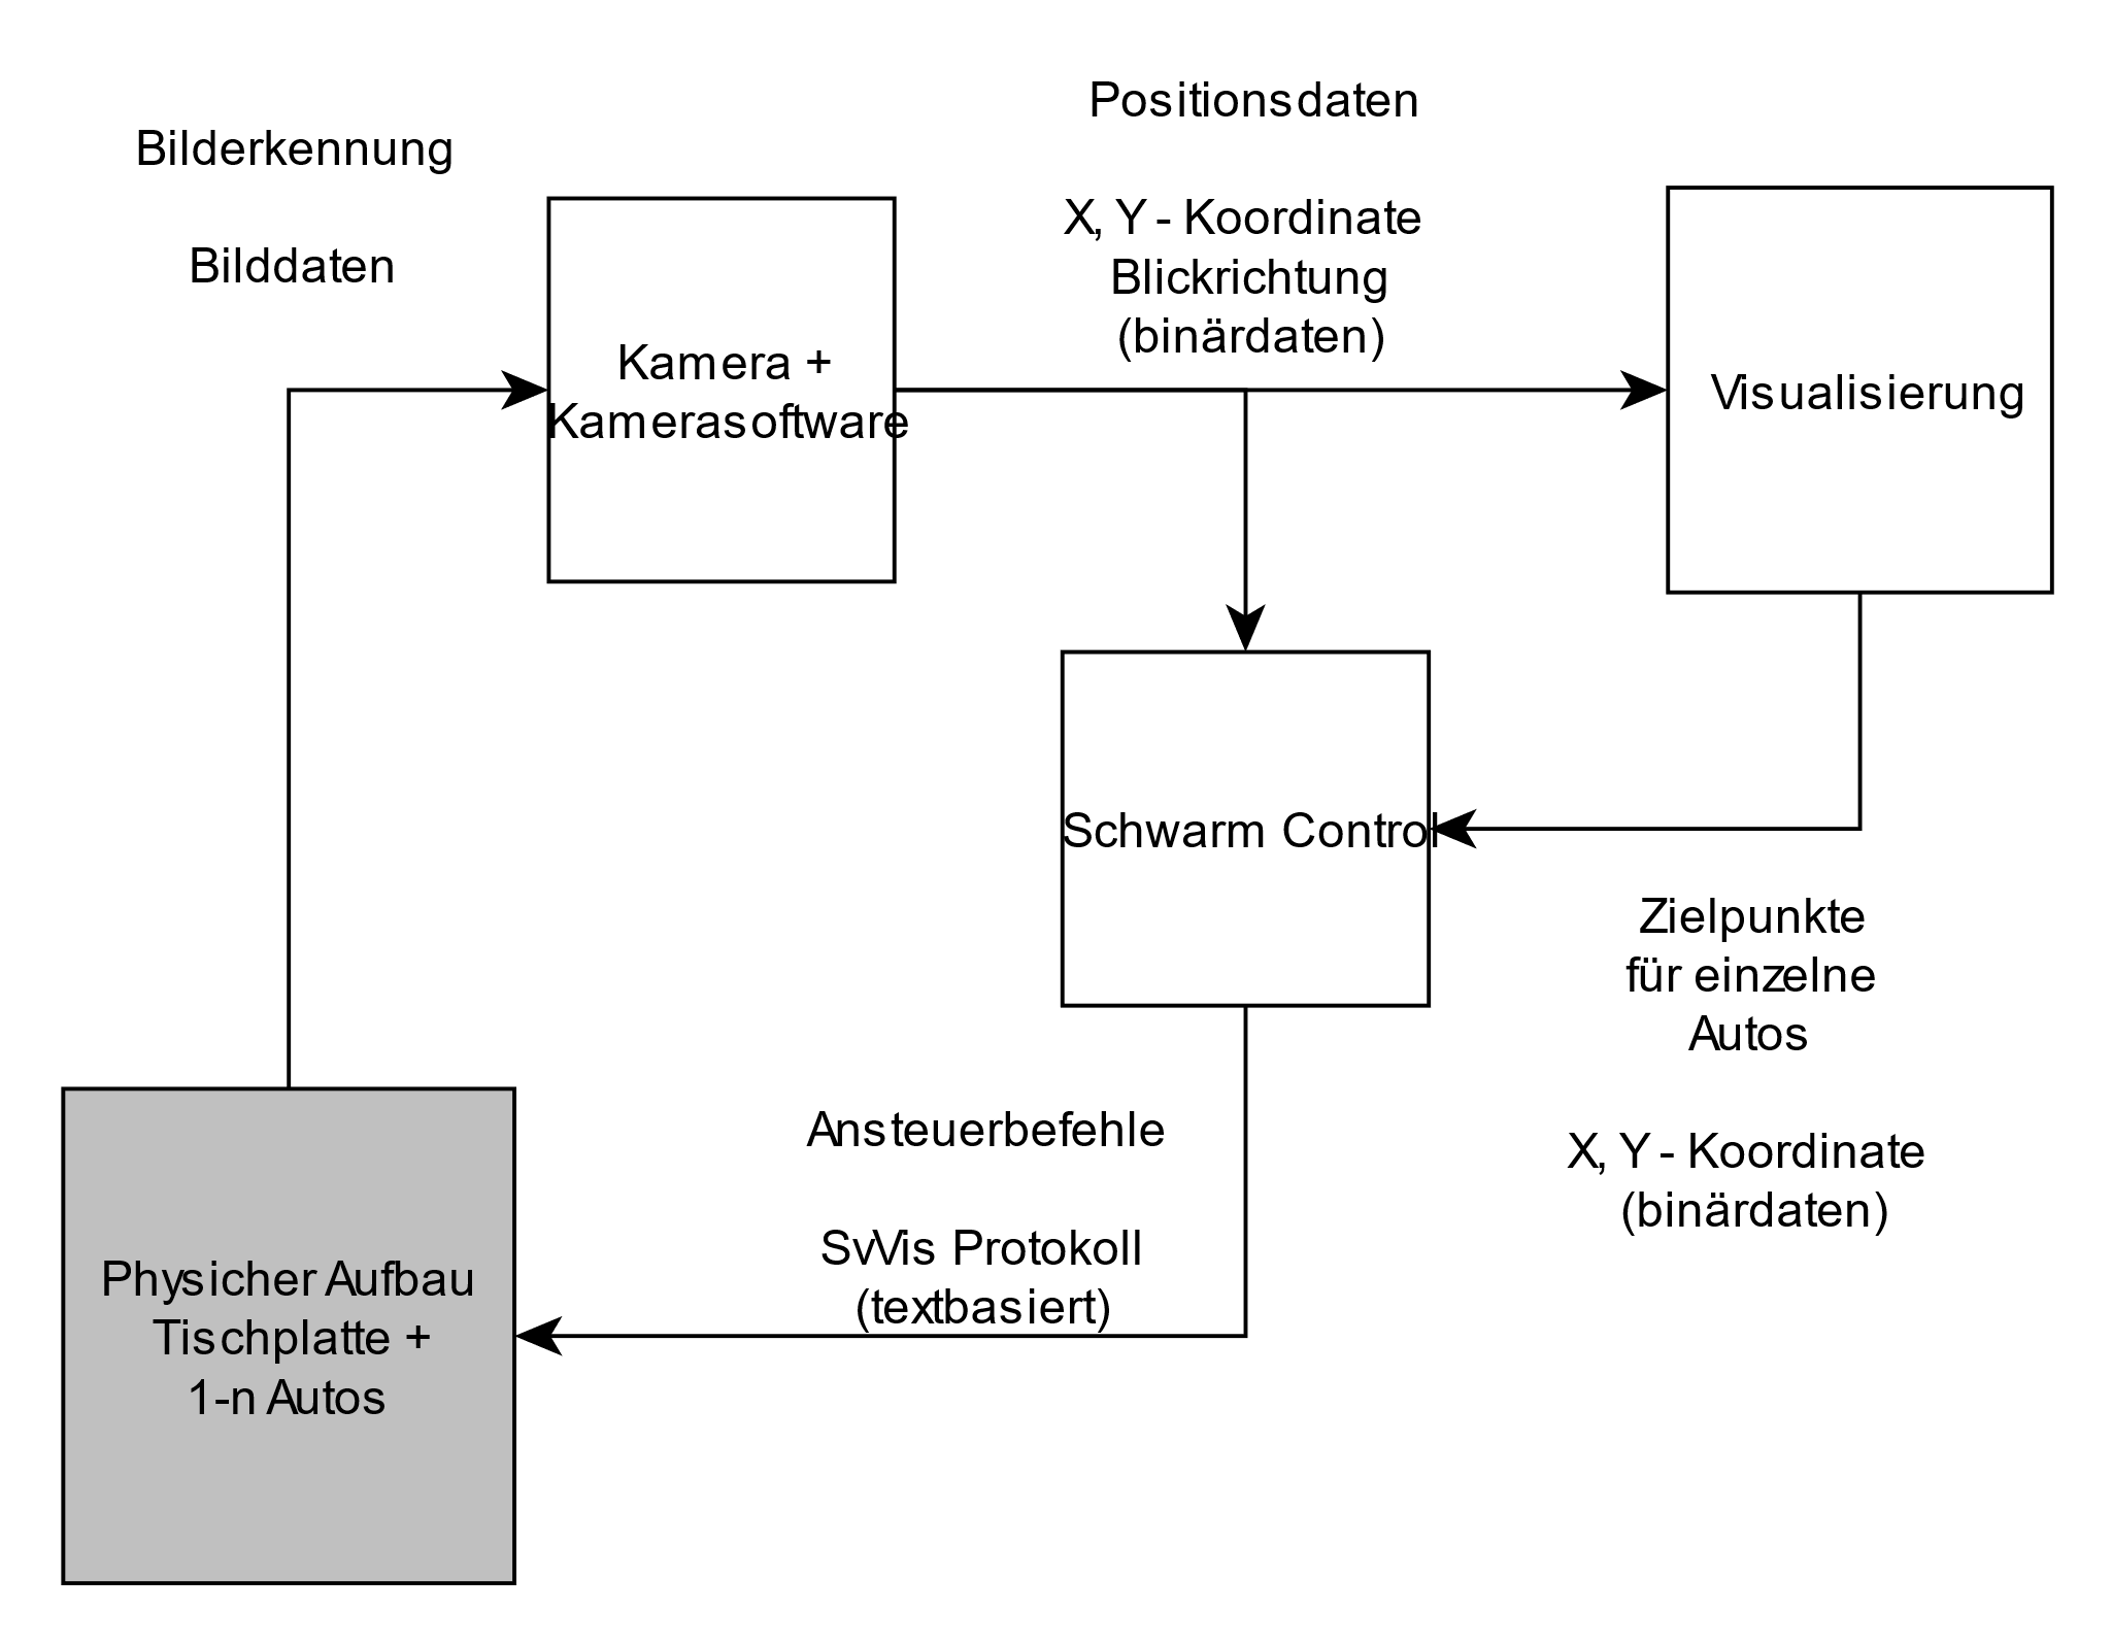 Bilderkennung
Bilddaten
Kamera +
Kamerasoftware
Positionsdaten
X, Y - Koordinate
Blickrichtung
(binärdaten)
Visualisierung
Schwarm Control
Zielpunkte
für einzelne
Autos
X, Y - Koordinate
(binärdaten)
Ansteuerbefehle
SvVis Protokoll
(textbasiert)
Physicher Aufbau
Tischplatte +
1-n Autos